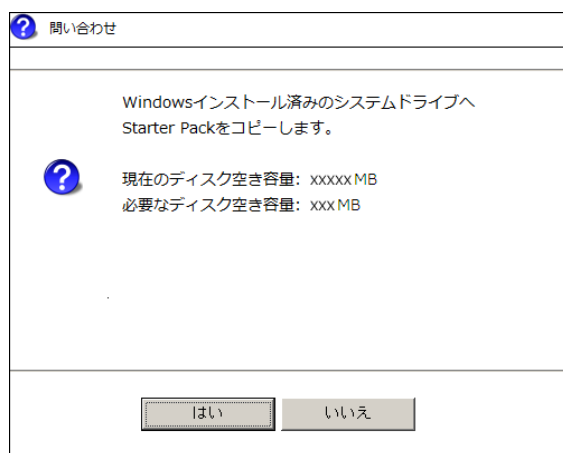 問い合わせ
Windowsインストール済みのシステムドライブへ
Starter Packをコピーします。
現在のディスク空き容量: xxxxx MB
必要なディスク空き容量: xxx MB
はい
いいえ